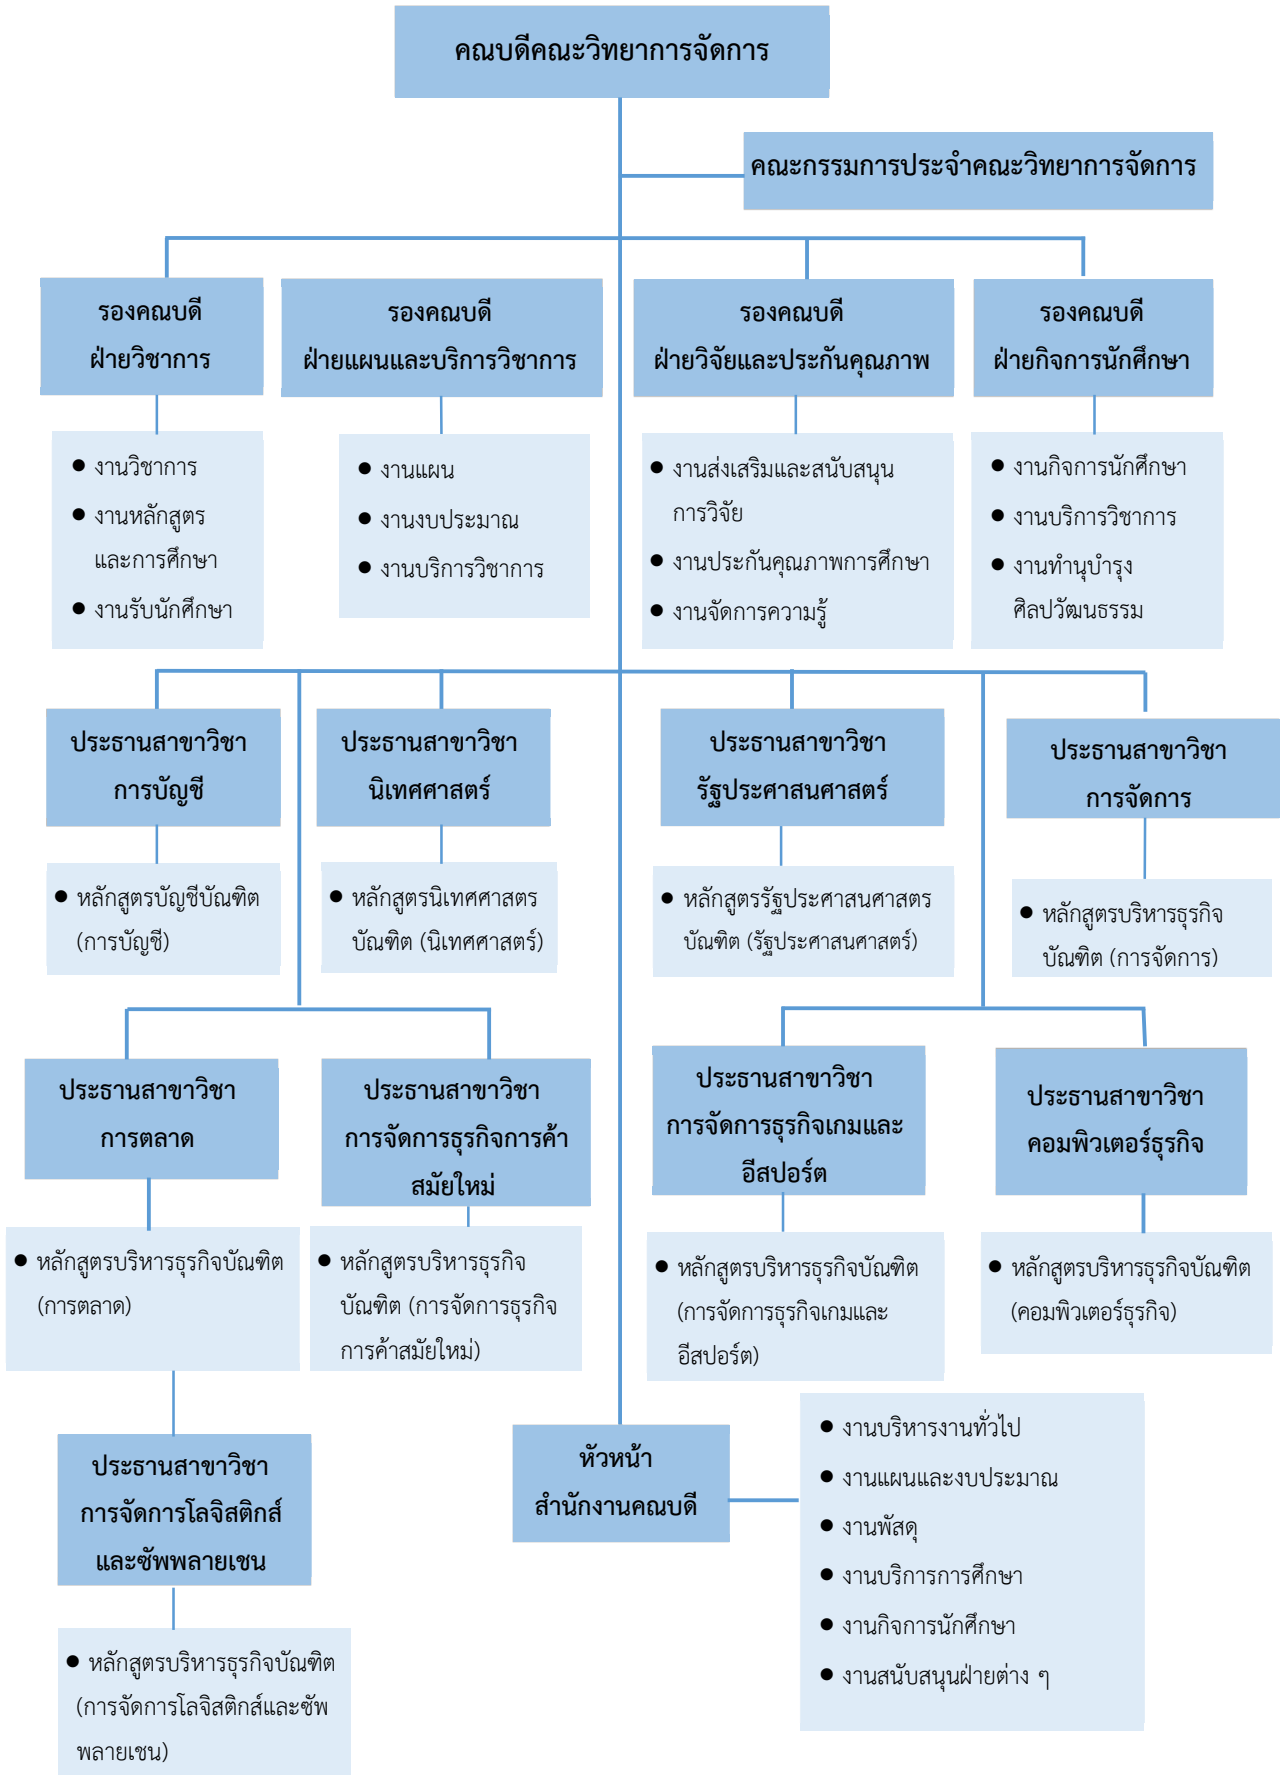 คณบดีคณะวิทยาการจัดการ
คณะกรรมการประจำคณะวิทยาการจัดการ
รองคณบดี
ฝ่ายวิชาการ
รองคณบดี
ฝ่ายแผนและบริการวิชาการ
รองคณบดี
ฝ่ายวิจัยและประกันคุณภาพ
รองคณบดี
ฝ่ายกิจการนักศึกษา
● งานวิชาการ
● งานหลักสูตร
และการศึกษา
● งานรับนักศึกษา
● งานแผน
● งานงบประมาณ
● งานบริการวิชาการ
● งานส่งเสริมและสนับสนุน
การวิจัย
● งานประกันคุณภาพการศึกษา
● งานจัดการความรู้
● งานกิจการนักศึกษา
● งานบริการวิชาการ
● งานทำนุบำรุง
ศิลปวัฒนธรรม
ประธานสาขาวิชา
การบัญชี
ประธานสาขาวิชา
นิเทศศาสตร์
ประธานสาขาวิชา
รัฐประศาสนศาสตร์
ประธานสาขาวิชา
การจัดการ
● หลักสูตรบัญชีบัณฑิต
(การบัญชี)
● หลักสูตรนิเทศศาสตร
บัณฑิต (นิเทศศาสตร์)
● หลักสูตรรัฐประศาสนศาสตร
บัณฑิต (รัฐประศาสนศาสตร์)
● หลักสูตรบริหารธุรกิจ
บัณฑิต (การจัดการ)
ประธานสาขาวิชา
การตลาด
ประธานสาขาวิชา
การจัดการธุรกิจการค้า
สมัยใหม่
ประธานสาขาวิชา
การจัดการธุรกิจเกมและ
อีสปอร์ต
ประธานสาขาวิชา
คอมพิวเตอร์ธุรกิจ
● หลักสูตรบริหารธุรกิจบัณฑิต
(การตลาด)
● หลักสูตรบริหารธุรกิจ
บัณฑิต (การจัดการธุรกิจ
การค้าสมัยใหม่)
● หลักสูตรบริหารธุรกิจบัณฑิต
(การจัดการธุรกิจเกมและ
อีสปอร์ต)
● หลักสูตรบริหารธุรกิจบัณฑิต
(คอมพิวเตอร์ธุรกิจ)
ประธานสาขาวิชา
การจัดการโลจิสติกส์
และซัพพลายเชน
● หลักสูตรบริหารธุรกิจบัณฑิต
(การจัดการโลจิสติกส์และซัพ
พลายเชน)
หัวหน้า
สำนักงานคณบดี
● งานบริหารงานทั่วไป
● งานแผนและงบประมาณ
● งานพัสดุ
● งานบริการการศึกษา
● งานกิจการนักศึกษา
● งานสนับสนุนฝ่ายต่าง ๆ